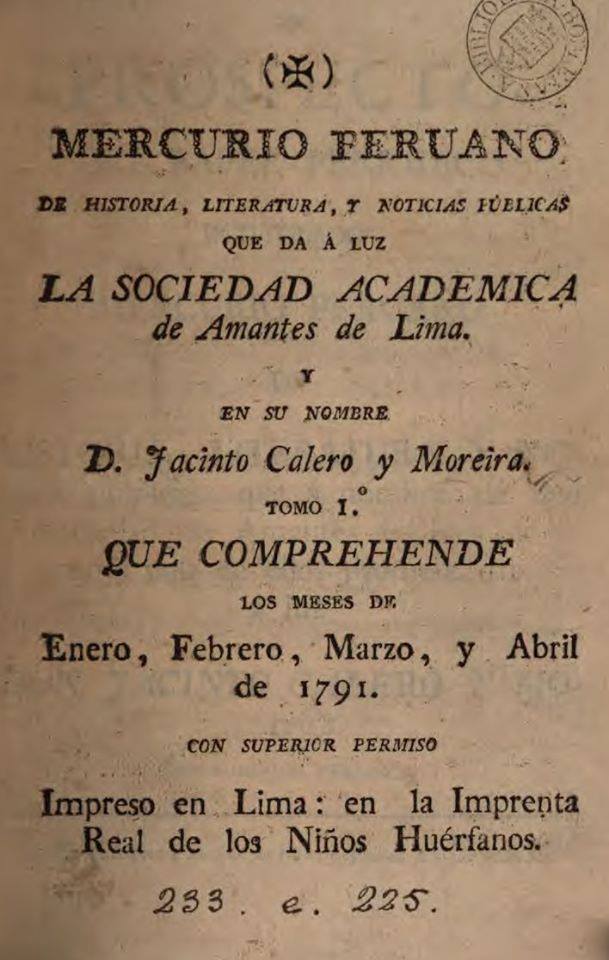 (✠)
MERCURIO PERUANO
DE HISTORIA, LITERATURA, Y NOTICIAS PÚBLICAS
QUE DA Á LUZ
LA SOCIEDAD ACADEMICA
de Amantes de Lima.
Y
EN SU NOMBRE
D. Jacinto Calero y Moreira.
TOMO I.º
QUE COMPREHENDE
LOS MESES DE
Enero, Febrero, Marzo, y Abril
de 1791.
CON SUPERIOR PERMISO
Impreso en Lima: en la Imprenta
Real de los Niños Huérfanos.
233. e. 225.